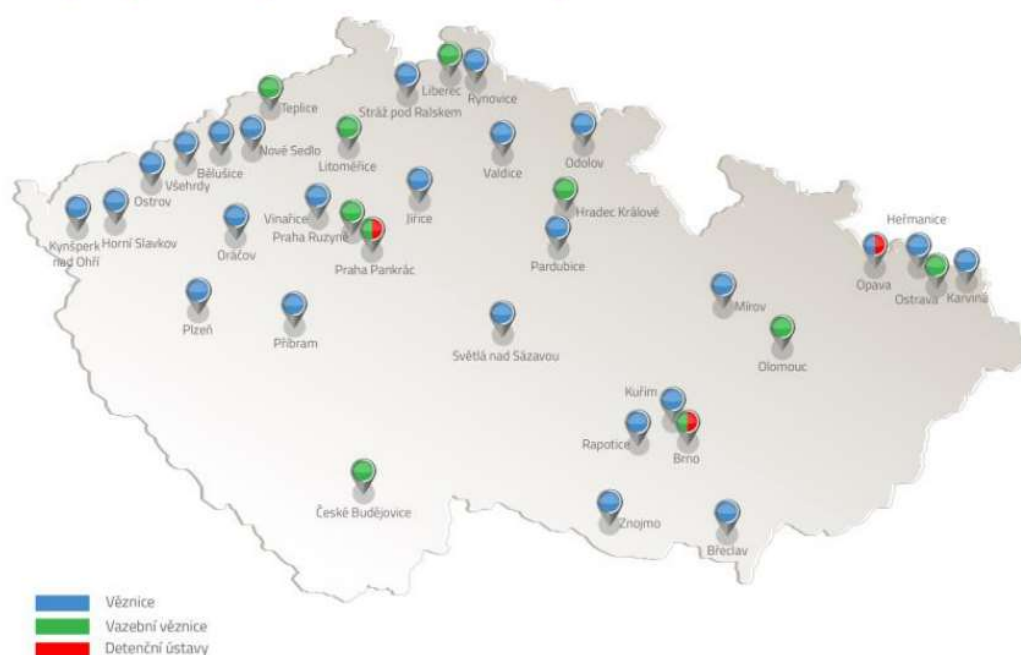 Liberec
Rýnovice
Stráž pod Ralskem
Teplice
Nové Sedlo
Bělušice
Všehrdy
Ostrov
Litoměřice
Valdice
Odolov
Kynšperk
nad Ohří
Horní Slavkov
Oráčov
Vinařice
Praha Ruzyně
Praha Pankrác
Jiřice
Hradec Králové
Pardubice
Heřmanice
Opava
Ostrava
Karviná
Plzeň
Příbram
Světlá nad Sázavou
Mírov
Olomouc
Kuřim
Rapotice
Brno
České Budějovice
Znojmo
Břeclav
Věznice
Vazební věznice
Detenční ústavy